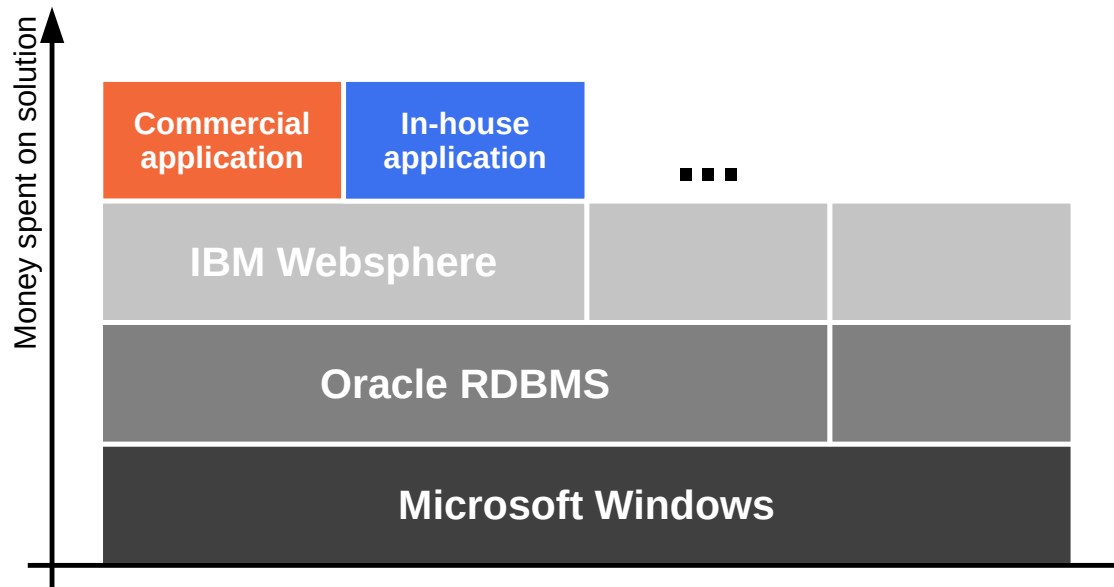 Money spent on solution
Commercial
application
In-house
application
...
IBM Websphere
Oracle RDBMS
Microsoft Windows